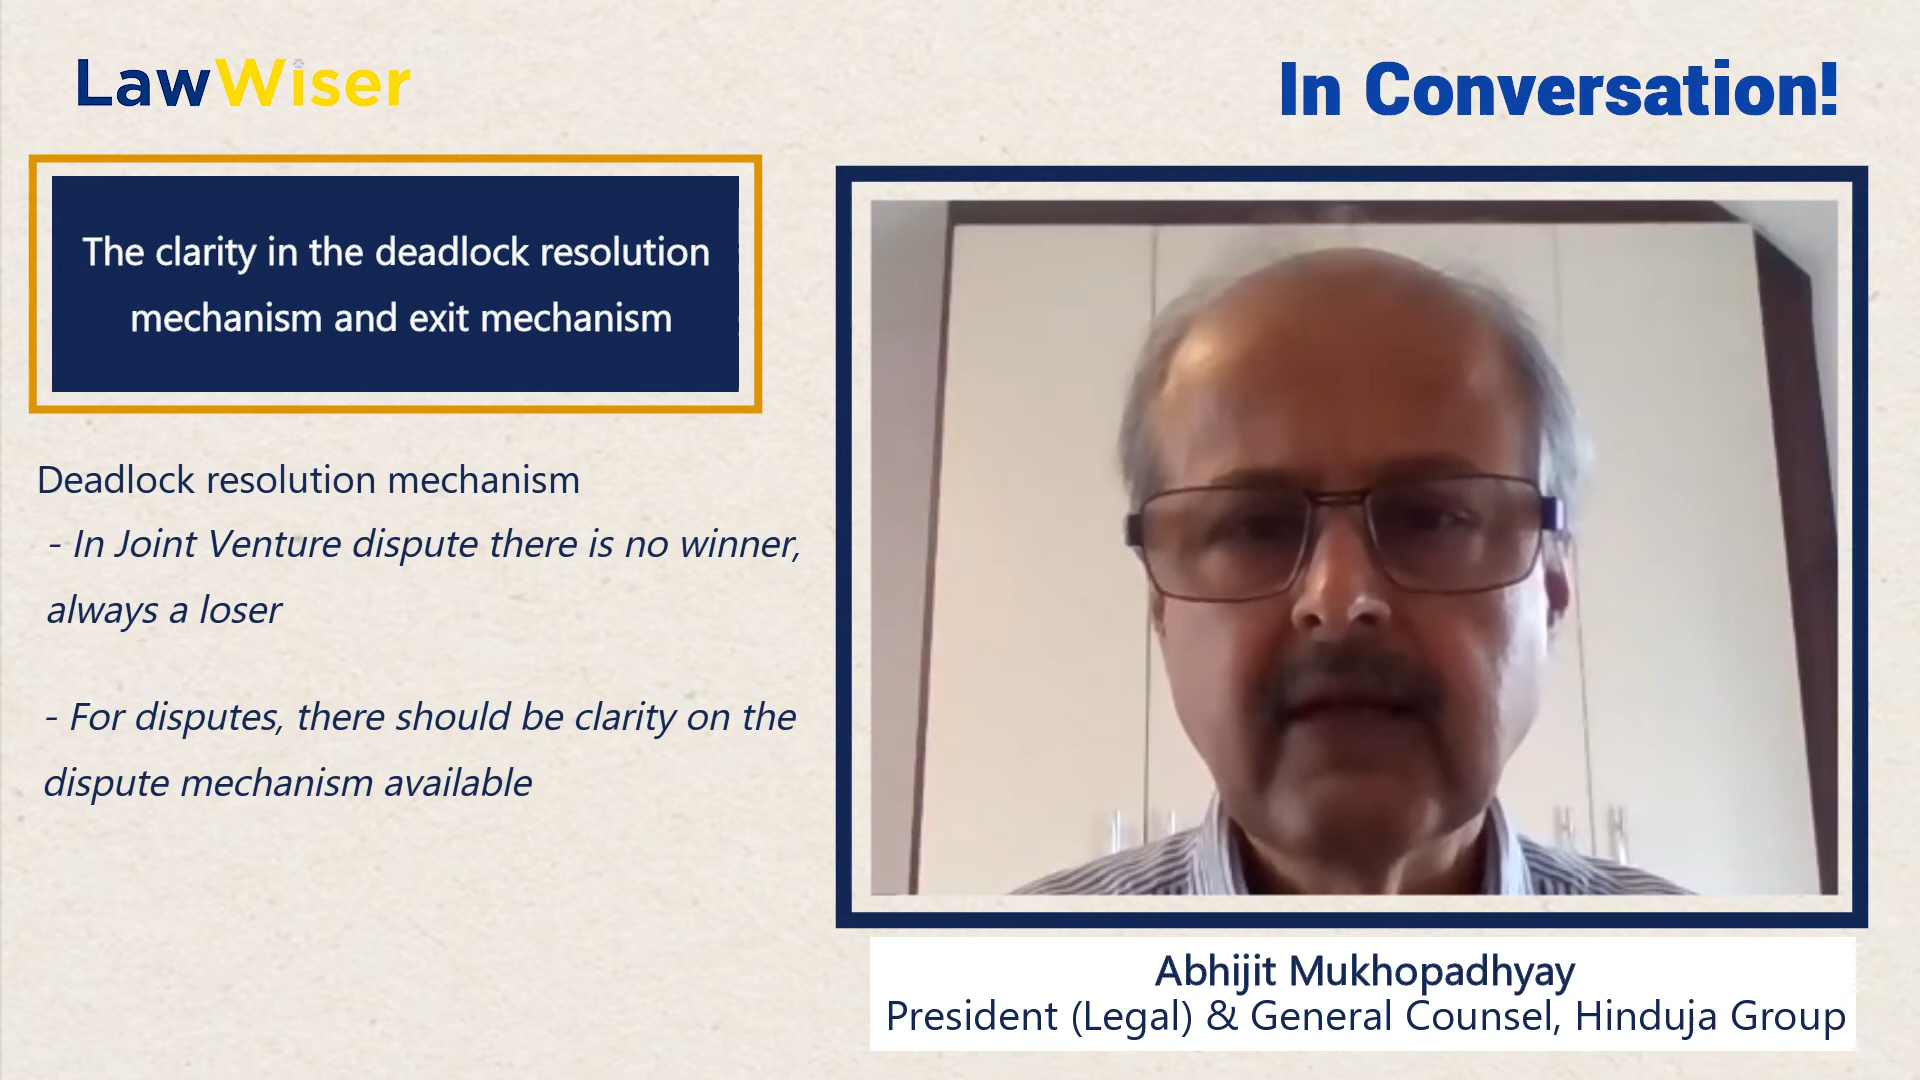 LawWiser
In Conversation!
The clarity in the deadlock resolution
mechanism and exit mechanism
Deadlock resolution mechanism
- In Joint Venture dispute there is no winner,
always a loser
- For disputes, there should be clarity on the
dispute mechanism available
Abhijit Mukhopadhyay
President (Legal) & General Counsel, Hinduja Group